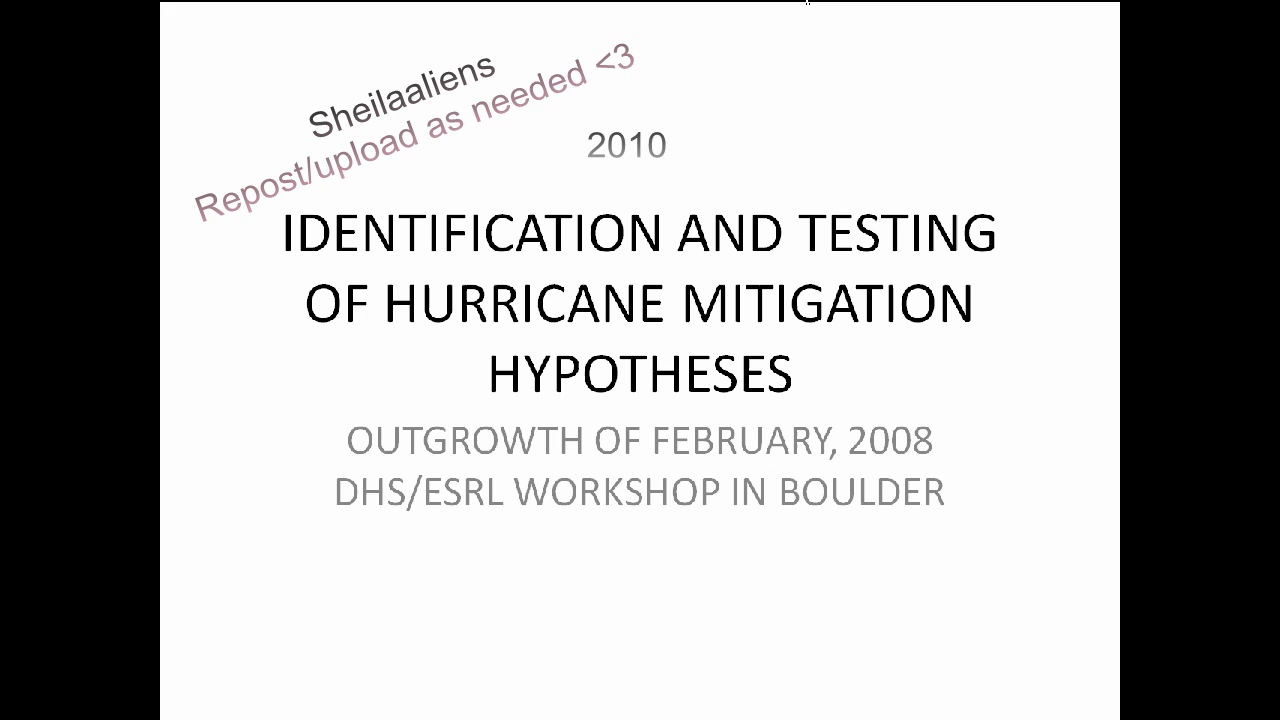 Sheilaaliens
Repost/upload as needed <3
2010
IDENTIFICATION AND TESTING
OF HURRICANE MITIGATION
HYPOTHESES
OUTGROWTH OF FEBRUARY, 2008
DHS/ESRL WORKSHOP IN BOULDER